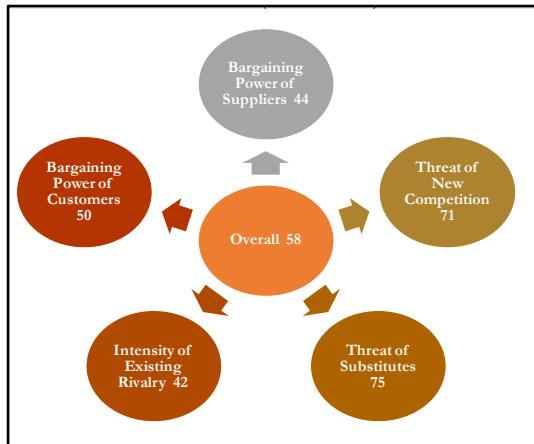 Bargaining
Power of
Suppliers 44
Bargaining
Power of
Customers
50
Threat of
New
Competition
71
Overall 58
Intensity of
Existing
Rivalry 42
Threat of
Substitutes
75